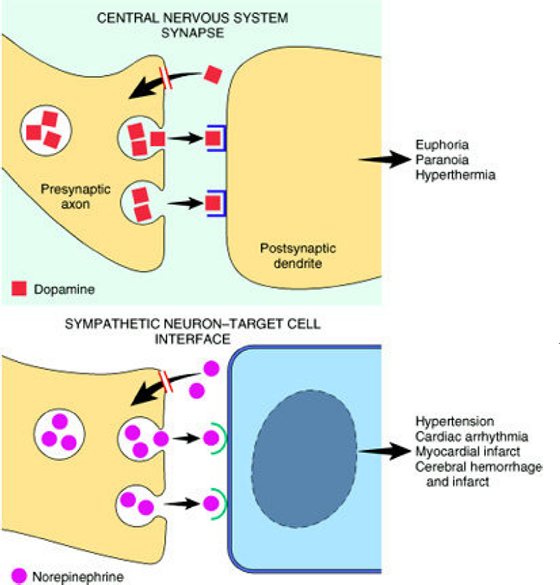 CENTRAL NERVOUS SYSTEM
SYNAPSE
Euphoria
Paranoia
Hyperthermia
Presynaptic
axon
Postsynaptic
dendrite
Dopamine
SYMPATHETIC NEURON–TARGET CELL
INTERFACE
Hypertension
Cardiac arrhythmia
Myocardial infarct
Cerebral hemorrhage
and infarct
Norepinephrine